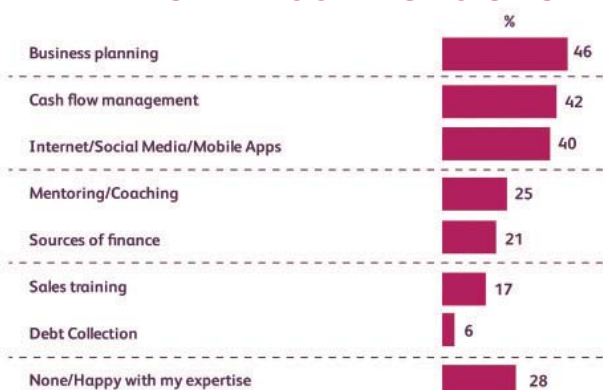 %
Business planning 46
Cash flow management 42
Internet/Social Media/Mobile Apps 40
Mentoring/Coaching 25
Sources of finance 21
Sales training 17
Debt Collection 6
None/Happy with my expertise 28